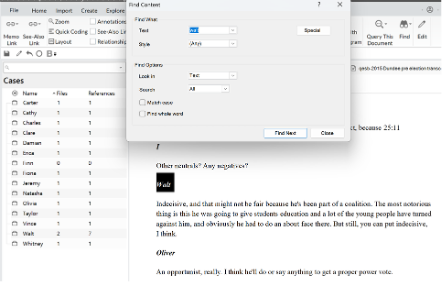 File Home Import Create Explore
Find Content
Find What
Text walt Special
Style (Any)
Find Options
Look in Text
Search All
Match case
Find whole word
Find Next Close
Memo Link
See-Also Link
Zoom
Quick Coding
Layout
Annotations
See-Also Li
Relationship
Query This Document
Find
Edit
Cases
Name Files References
Carter 1 1
Cathy 1 1
Charles 1 1
Clare 1 1
Damian 1 1
Erica 1 1
Finn 0 0
Fiona 1 1
Jeremy 1 1
Natasha 1 1
Olivia 1 1
Taylor 1 1
Vince 1 1
Walt 2 7
Whitney 1 1
, because 25:11
I
Other neutrals? Any negatives?
Walt
Indecisive, and that might not be fair because he's been part of a coalition. The most notorious
thing is this he was going to give students education and a lot of the young people have turned
against him, and obviously he had to do an about face there. But still, you can put indecisive,
I think.
Oliver
An opportunist, really. I think he'll do or say anything to get a proper power vote.